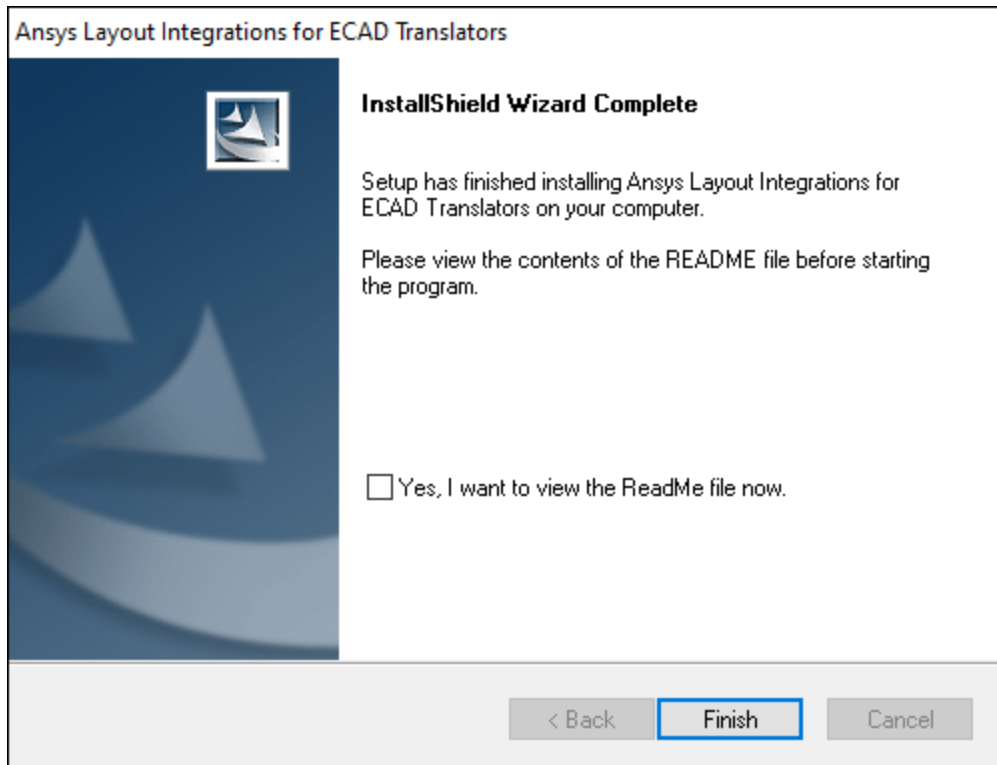 Ansys Layout Integrations for ECAD Translators
InstallShield Wizard Complete
Setup has finished installing Ansys Layout Integrations for
ECAD Translators on your computer.
Please view the contents of the README file before starting
the program.
Yes, I want to view the ReadMe file now.
< Back
Finish
Cancel